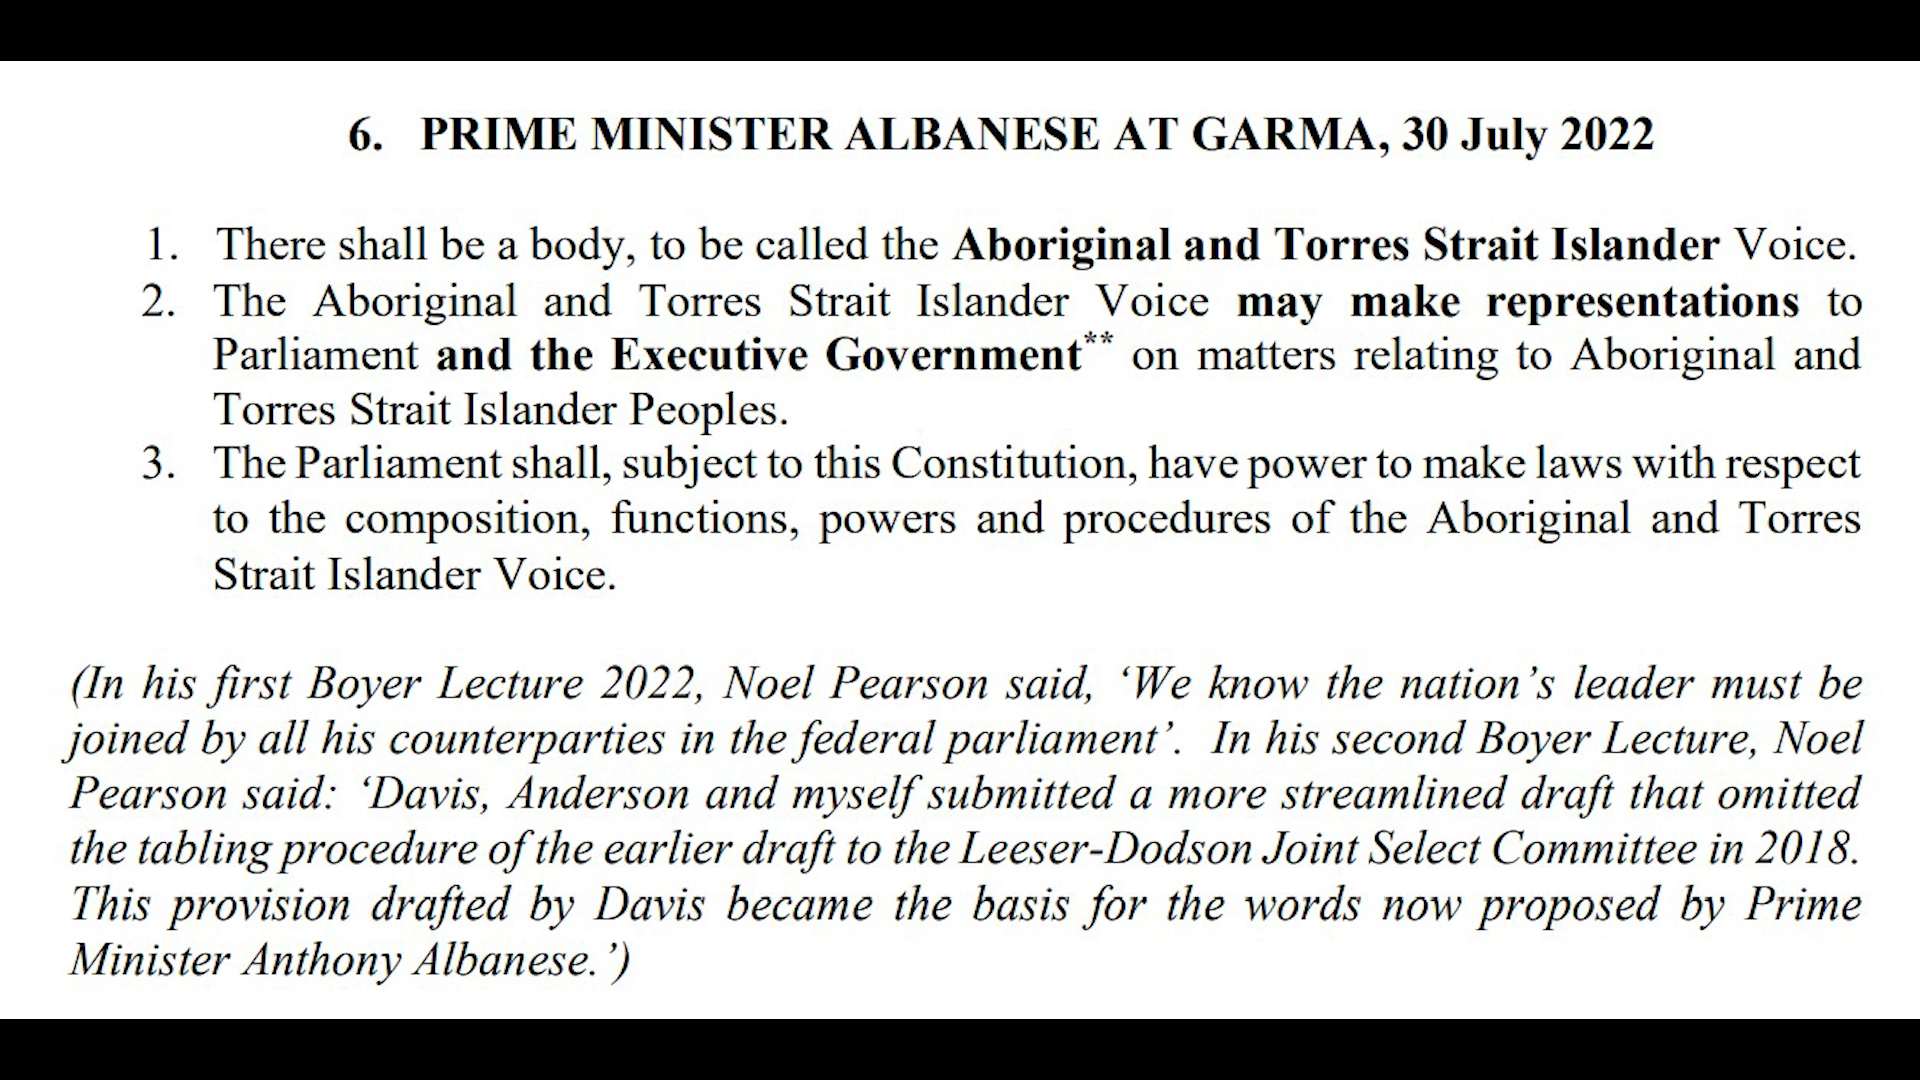 6. PRIME MINISTER ALBANESE AT GARMA, 30 July 2022
1. There shall be a body, to be called the Aboriginal and Torres Strait Islander Voice.
2. The Aboriginal and Torres Strait Islander Voice may make representations to
Parliament and the Executive Government** on matters relating to Aboriginal and
Torres Strait Islander Peoples.
3. The Parliament shall, subject to this Constitution, have power to make laws with respect
to the composition, functions, powers and procedures of the Aboriginal and Torres
Strait Islander Voice.
(In his first Boyer Lecture 2022, Noel Pearson said, ‘We know the nation’s leader must be
joined by all his counterparties in the federal parliament’. In his second Boyer Lecture, Noel
Pearson said: ‘Davis, Anderson and myself submitted a more streamlined draft that omitted
the tabling procedure of the earlier draft to the Leeser-Dodson Joint Select Committee in 2018.
This provision drafted by Davis became the basis for the words now proposed by Prime
Minister Anthony Albanese.’)